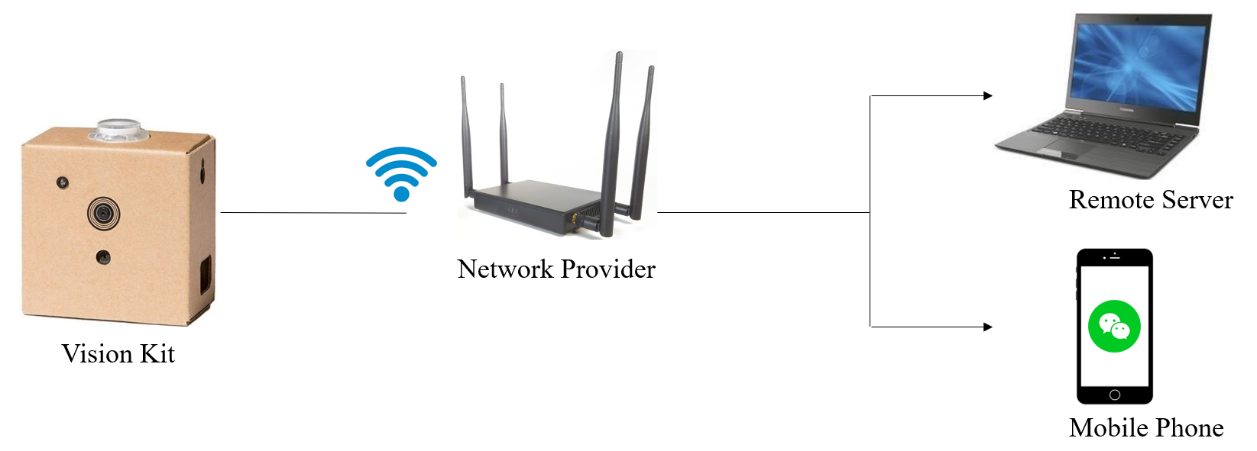 Vision Kit
Network Provider
Remote Server
Mobile Phone